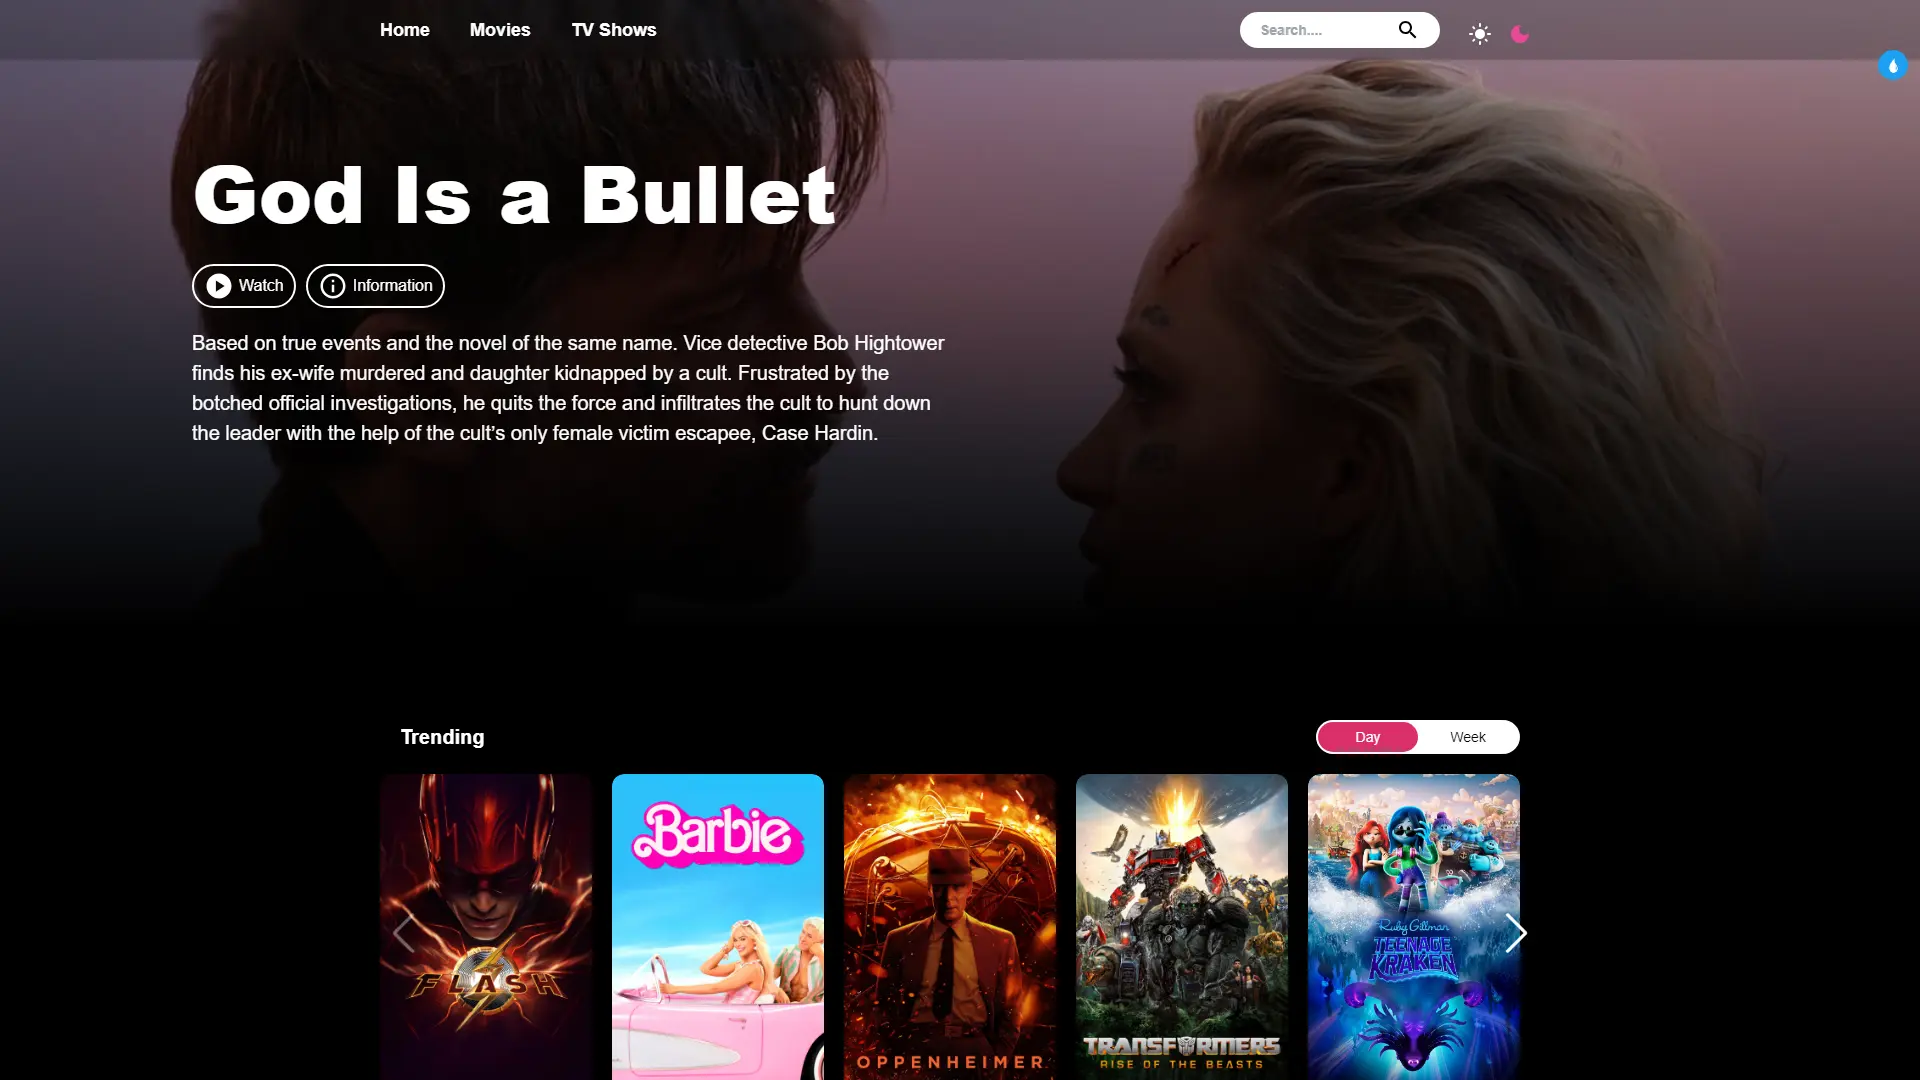 Home Movies TV Shows Search....
God Is a Bullet
Watch Information
Based on true events and the novel of the same name. Vice detective Bob Hightower
finds his ex-wife murdered and daughter kidnapped by a cult. Frustrated by the
botched official investigations, he quits the force and infiltrates the cult to hunt down
the leader with the help of the cult’s only female victim escapee, Case Hardin.
Trending Day Week
FLASH
Barbie
OPPENHEIMER
TRANSFORMERS
RISE OF THE BEASTS
Ruby Gillman
TEENAGE
KRAKEN